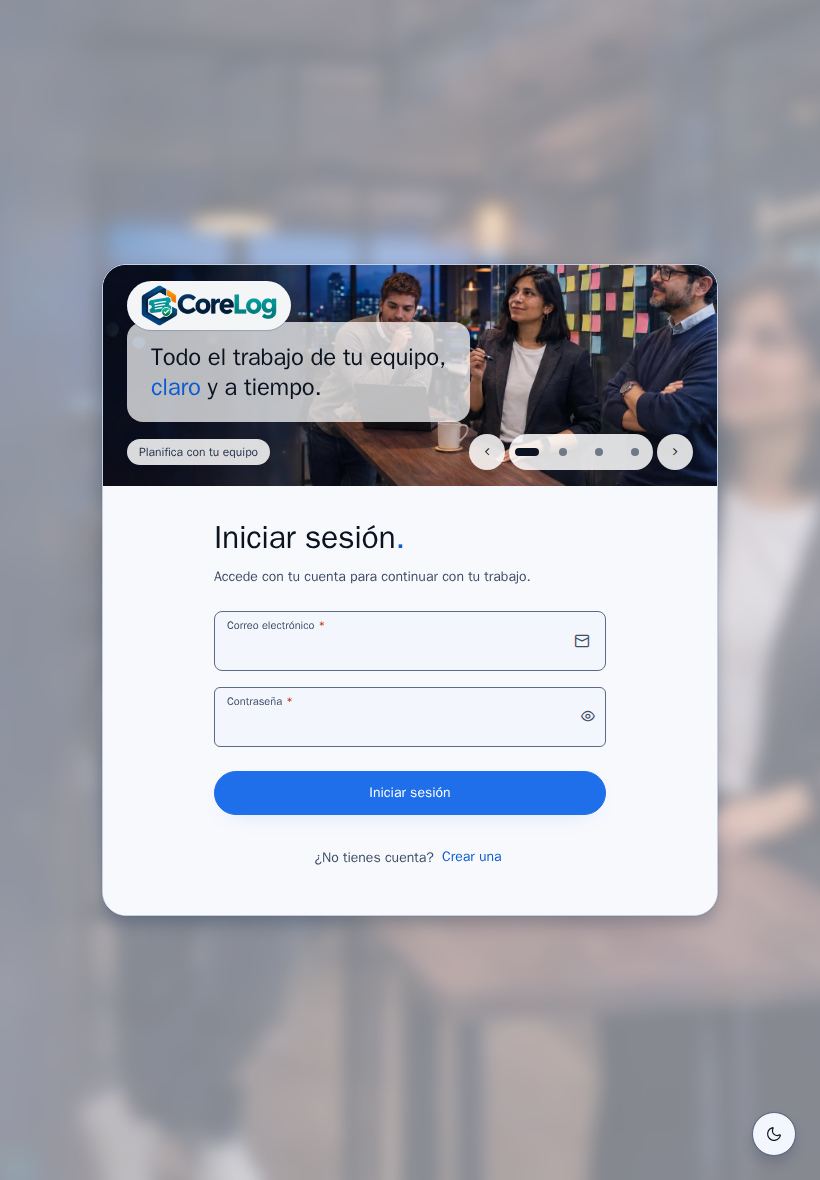 CoreLog
Todo el trabajo de tu equipo,
claro y a tiempo.
Planifica con tu equipo
Iniciar sesión.
Accede con tu cuenta para continuar con tu trabajo.
Correo electrónico *
Contraseña *
Iniciar sesión
¿No tienes cuenta? Crear una